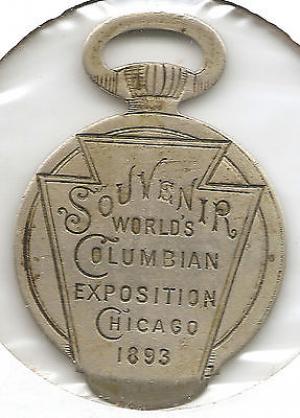 SOUVENIR
WORLD'S
COLUMBIAN
EXPOSITION
CHICAGO
1893